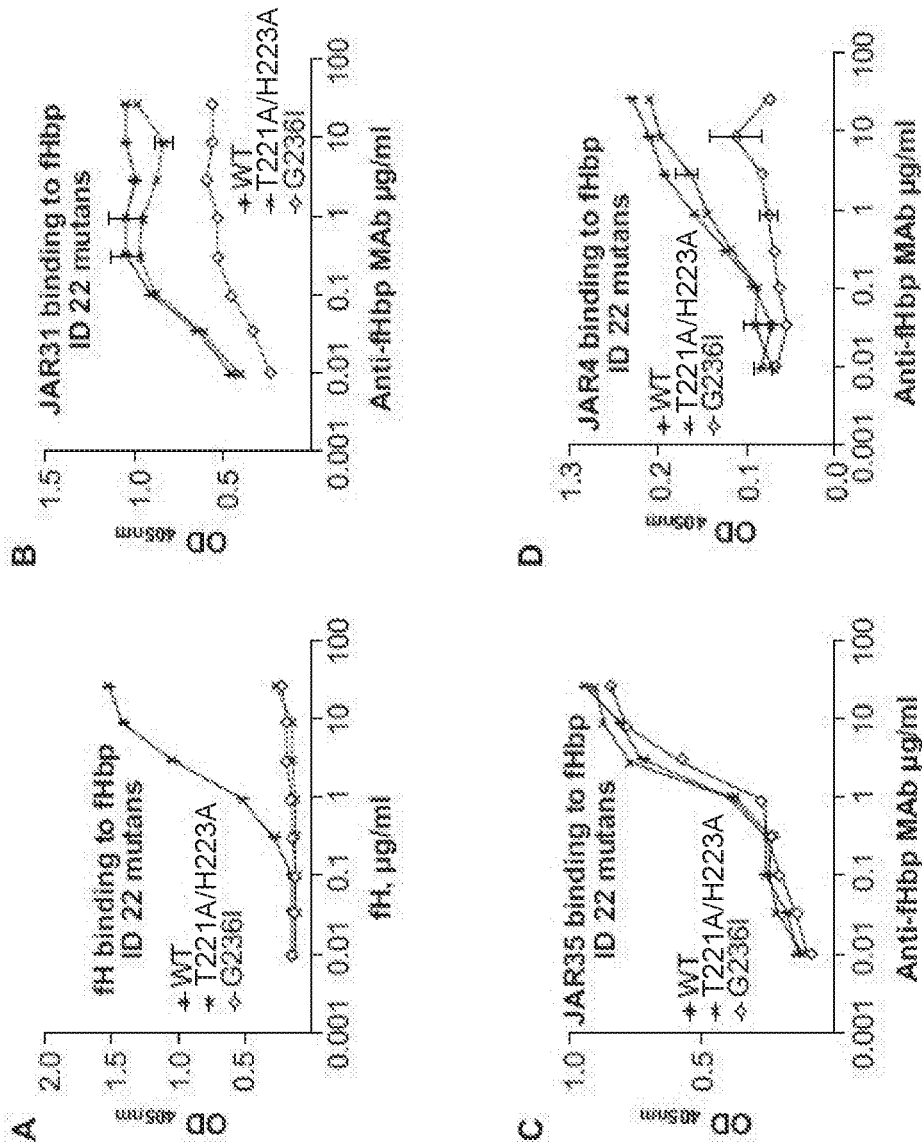 A
fH binding to fHbp
ID 22 mutans
WT
T221A/H223A
G236I
OD 405nm
2.0
1.5
1.0
0.5
0.001
0.01
0.1
1
10
100
fH, µg/ml
B
JAR31 binding to fHbp
ID 22 mutans
WT
T221A/H223A
G236I
OD 405nm
1.5
1.0
0.5
0.001
0.01
0.1
1
10
100
Anti-fHbp MAb µg/ml
C
JAR35 binding to fHbp
ID 22 mutans
WT
T221A/H223A
G236I
OD 405nm
1.0
0.5
0.001
0.01
0.1
1
10
100
Anti-fHbp MAb µg/ml
D
JAR4 binding to fHbp
ID 22 mutans
WT
T221A/H223A
G236I
OD 405nm
1.3
0.2
0.1
0.0
0.001
0.01
0.1
1
10
100
Anti-fHbp MAb µg/ml